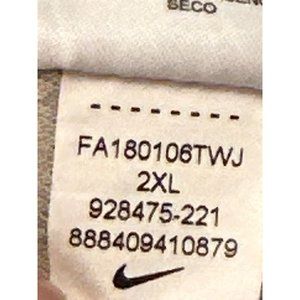 SECO
--------
FA180106TWJ
2XL
928475-221
888409410879